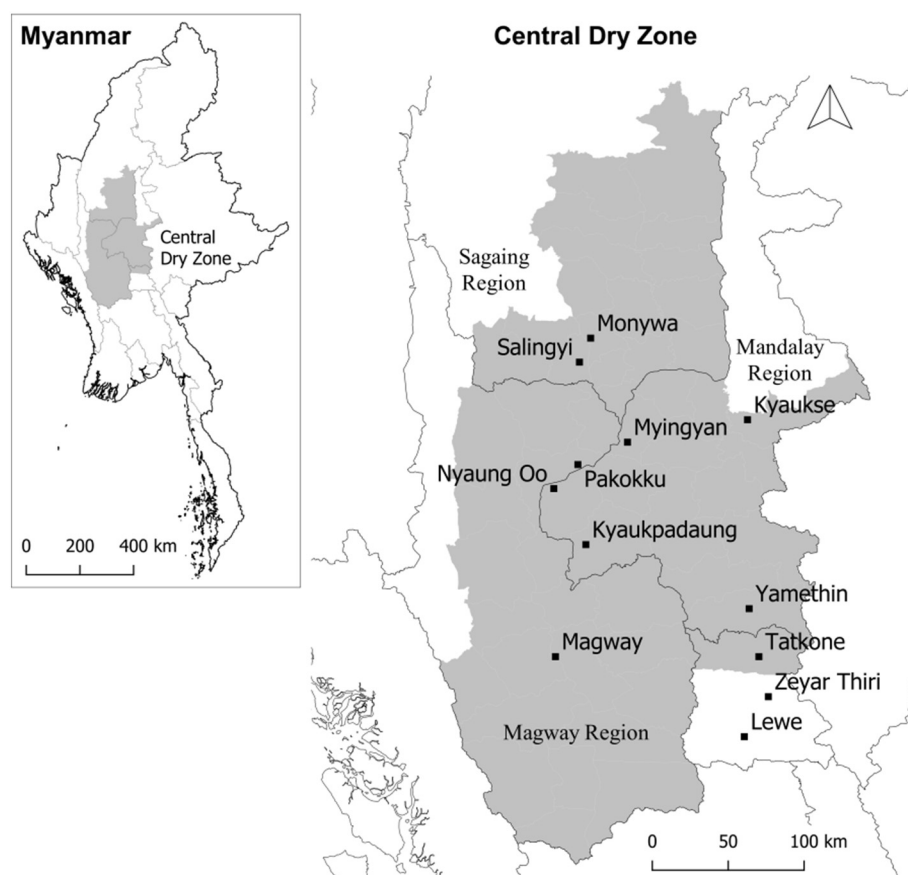 Myanmar
Central
Dry Zone
0 200 400 km
Central Dry Zone
Sagaing
Region
Monywa
Salingyi
Mandalay
Region
Kyaukse
Myingyan
Nyaung Oo
Pakokku
Kyaukpadaung
Yamethin
Magway
Tatkone
Zeyar Thiri
Lewe
Magway Region
0 50 100 km